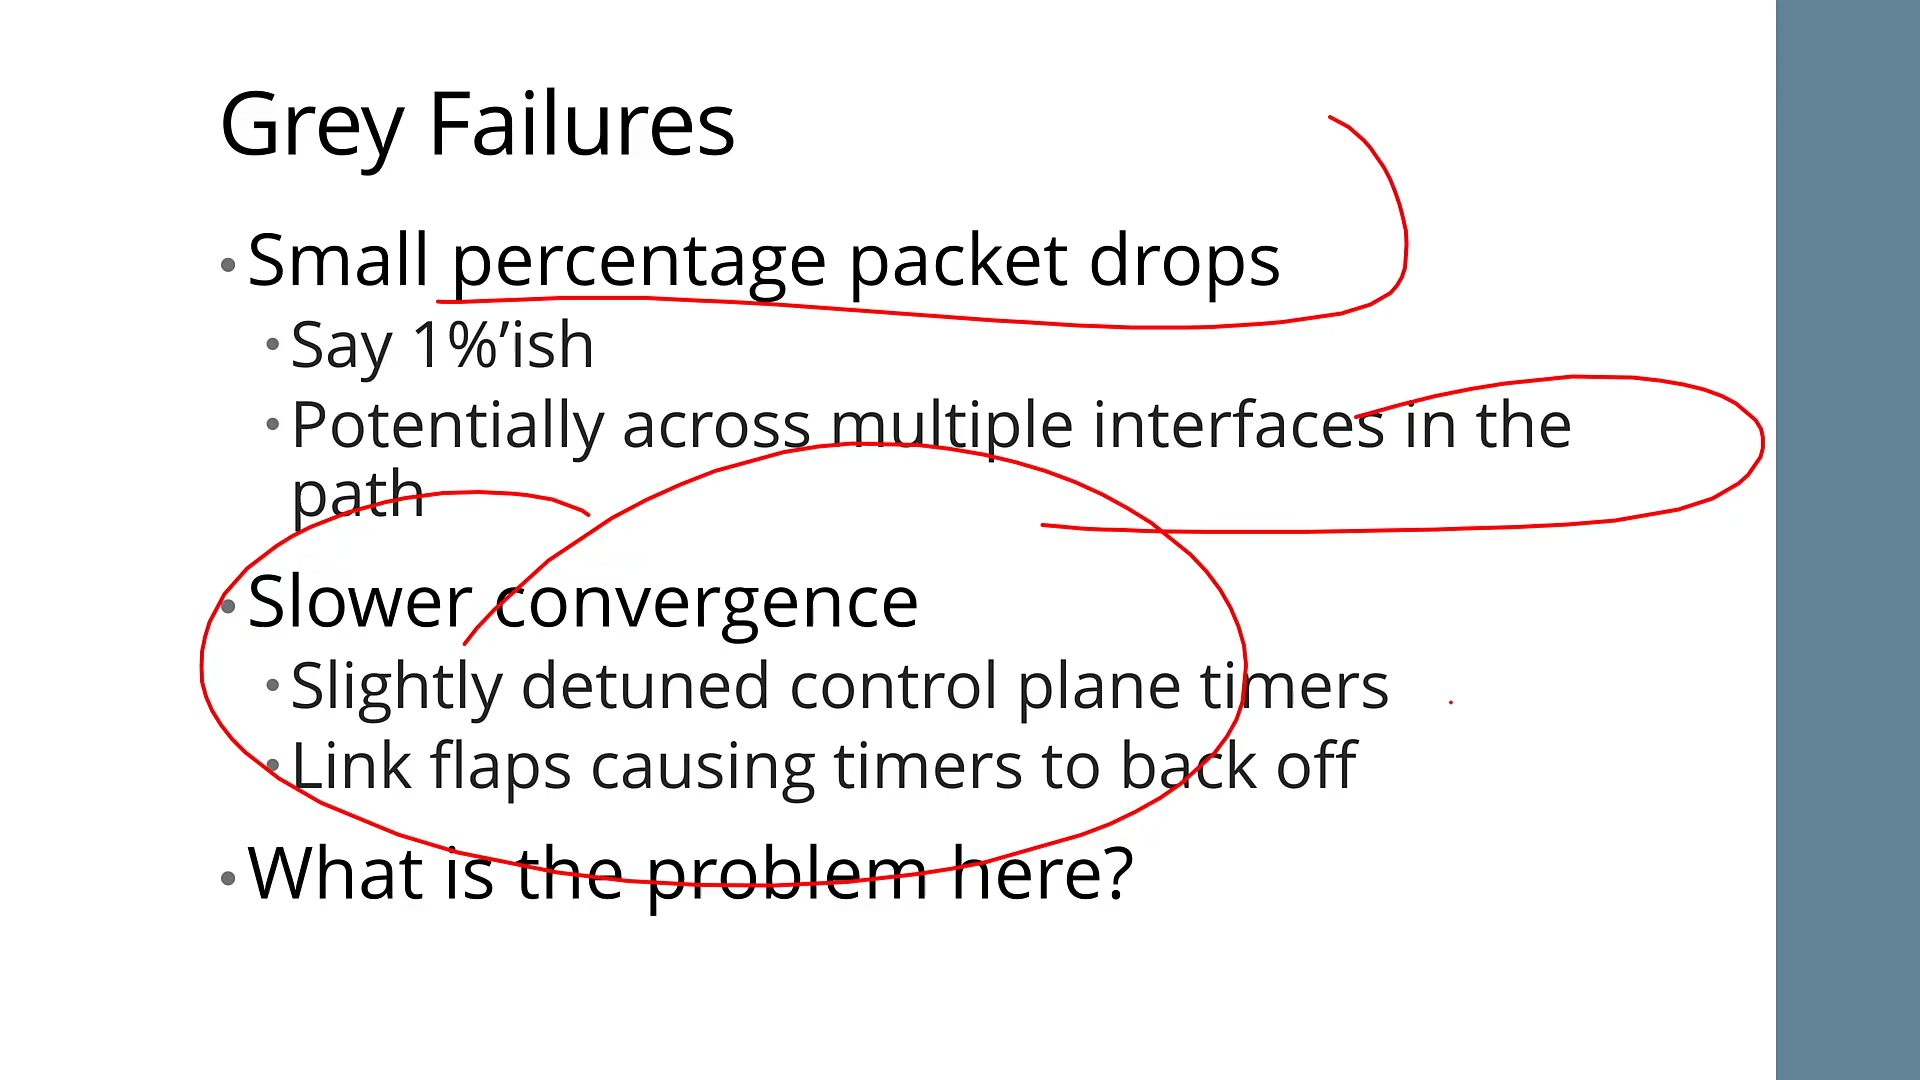 Grey Failures
• Small percentage packet drops
• Say 1%’ish
• Potentially across multiple interfaces in the
path
• Slower convergence
• Slightly detuned control plane timers
• Link flaps causing timers to back off
• What is the problem here?